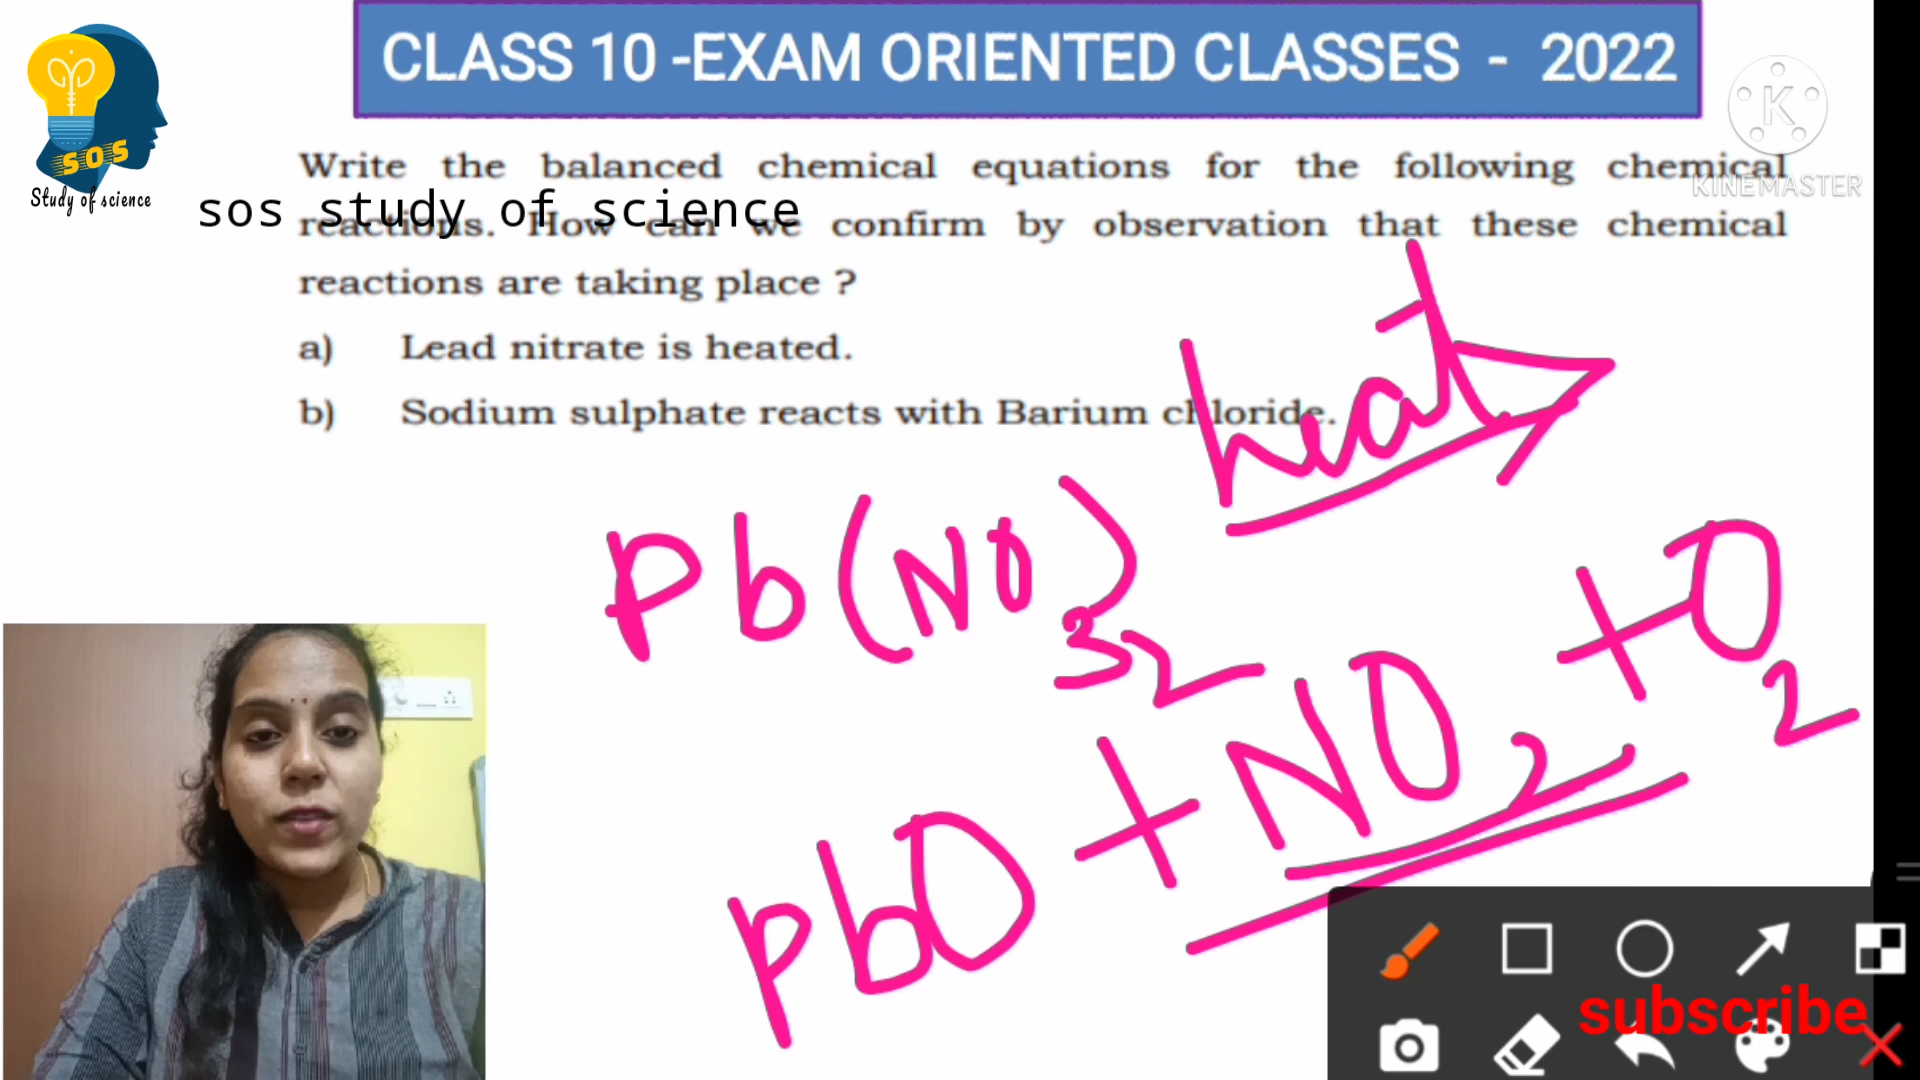 CLASS 10 -EXAM ORIENTED CLASSES - 2022
SOS
Study of science
K
KINEMASTER
sos study of science
Write the balanced chemical equations for the following chemical
reactions. How can we confirm by observation that these chemical
reactions are taking place ?
a) Lead nitrate is heated.
b) Sodium sulphate reacts with Barium chloride.
heat
Pb(NO3)2
pbO + NO2 + O2
subscribe